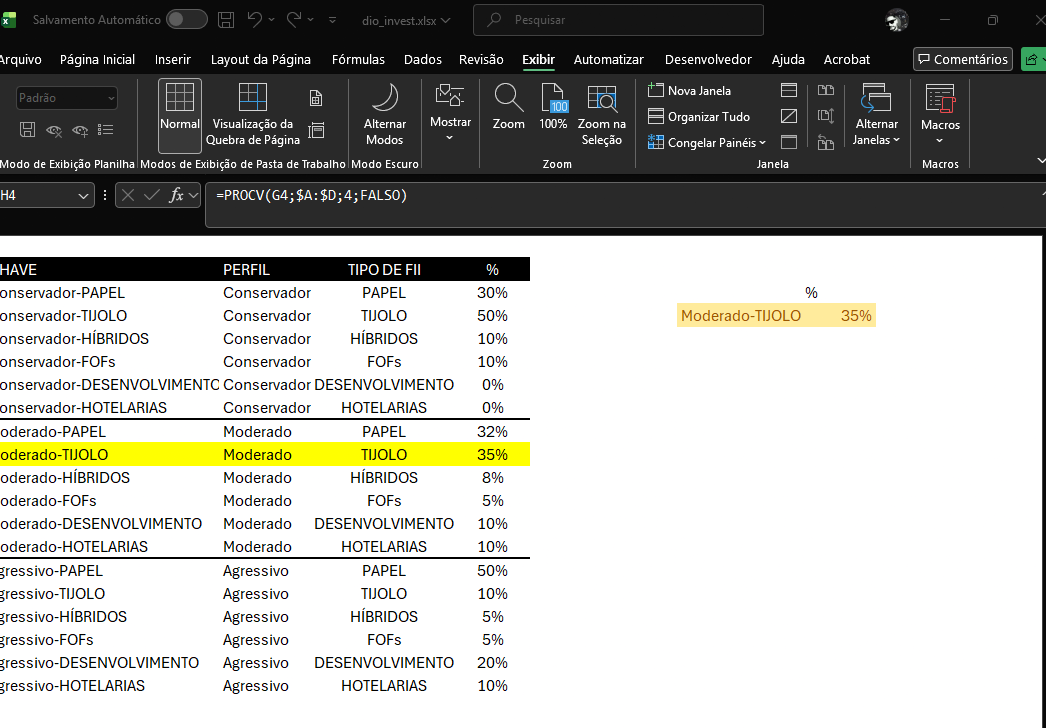 Salvamento Automático dio_invest.xlsx Pesquisar
Arquivo Página Inicial Inserir Layout da Página Fórmulas Dados Revisão Exibir Automatizar Desenvolvedor Ajuda Acrobat Comentários
Padrão
Normal Visualização da Quebra de Página
Alternar Modos
Mostrar
Zoom 100% Zoom na Seleção
Nova Janela
Organizar Tudo
Congelar Painéis
Alternar Janelas
Macros
Modo de Exibição Planilha Modos de Exibição de Pasta de Trabalho Modo Escuro Zoom Janela Macros
H4 fx =PROCV(G4;$A:$D;4;FALSO)
HAVE PERFIL TIPO DE FII %
onservador-PAPEL Conservador PAPEL 30% %
onservador-TIJOLO Conservador TIJOLO 50% Moderado-TIJOLO 35%
onservador-HÍBRIDOS Conservador HÍBRIDOS 10%
onservador-FOFs Conservador FOFs 10%
onservador-DESENVOLVIMENTO Conservador DESENVOLVIMENTO 0%
onservador-HOTELARIAS Conservador HOTELARIAS 0%
oderado-PAPEL Moderado PAPEL 32%
oderado-TIJOLO Moderado TIJOLO 35%
oderado-HÍBRIDOS Moderado HÍBRIDOS 8%
oderado-FOFs Moderado FOFs 5%
oderado-DESENVOLVIMENTO Moderado DESENVOLVIMENTO 10%
oderado-HOTELARIAS Moderado HOTELARIAS 10%
gressivo-PAPEL Agressivo PAPEL 50%
gressivo-TIJOLO Agressivo TIJOLO 10%
gressivo-HÍBRIDOS Agressivo HÍBRIDOS 5%
gressivo-FOFs Agressivo FOFs 5%
gressivo-DESENVOLVIMENTO Agressivo DESENVOLVIMENTO 20%
gressivo-HOTELARIAS Agressivo HOTELARIAS 10%